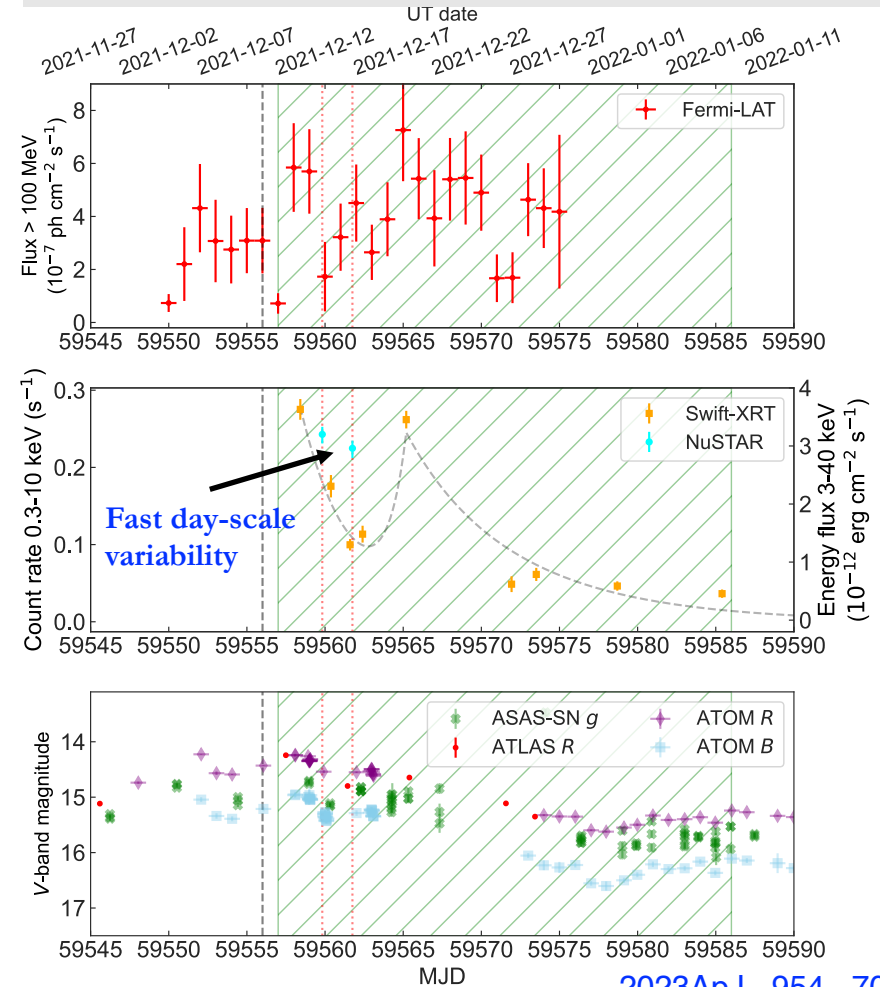 UT date
2021-11-27 2021-12-02 2021-12-07 2021-12-12 2021-12-17 2021-12-22 2021-12-27 2022-01-01 2022-01-06 2022-01-11
Flux > 100 MeV
(10⁻⁷ ph cm⁻² s⁻¹)
8
6
4
2
0
Fermi-LAT
59545 59550 59555 59560 59565 59570 59575 59580 59585 59590
Count rate 0.3-10 keV (s⁻¹)
0.3
0.2
0.1
0.0
Swift-XRT
NuSTAR
Fast day-scale
variability
4
3
2
1
0
Energy flux 3-40 keV
(10⁻¹² erg cm⁻² s⁻¹)
59545 59550 59555 59560 59565 59570 59575 59580 59585 59590
V-band magnitude
14
15
16
17
ASAS-SN g
ATLAS R
ATOM R
ATOM B
59545 59550 59555 59560 59565 59570 59575 59580 59585 59590
MJD